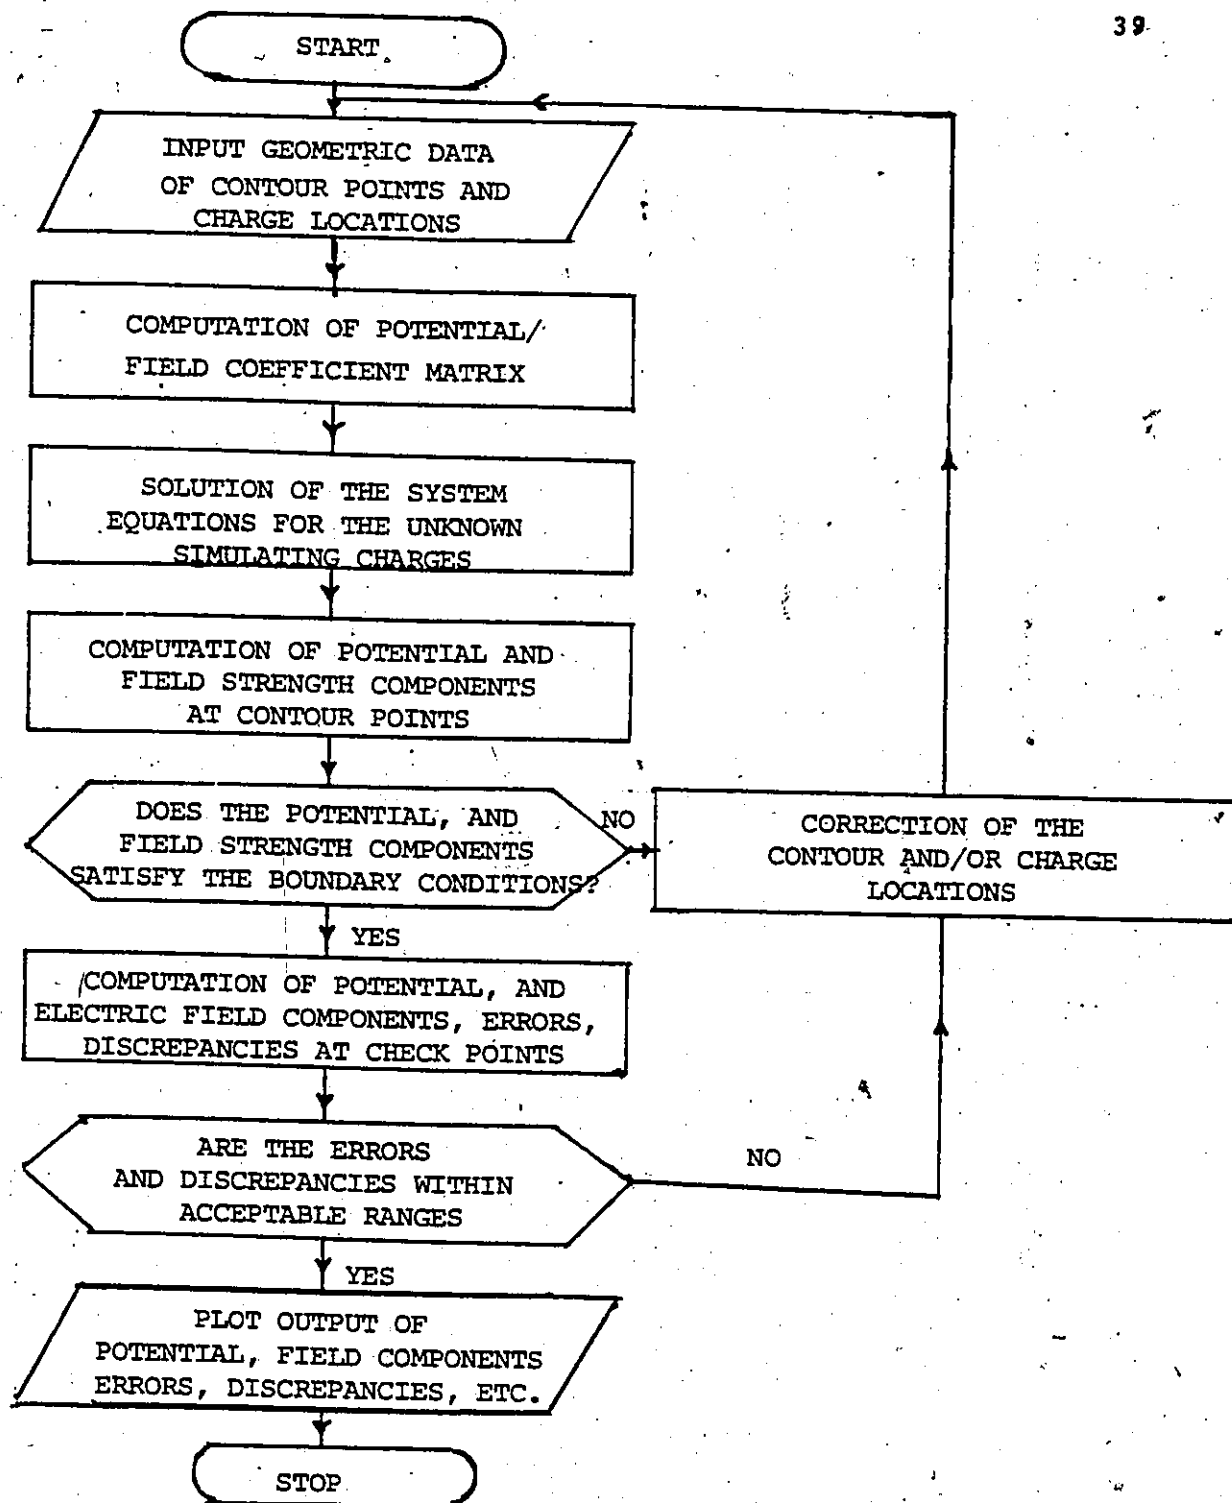 39
START
INPUT GEOMETRIC DATA
OF CONTOUR POINTS AND
CHARGE LOCATIONS
COMPUTATION OF POTENTIAL/
FIELD COEFFICIENT MATRIX
SOLUTION OF THE SYSTEM
EQUATIONS FOR THE UNKNOWN
SIMULATING CHARGES
COMPUTATION OF POTENTIAL AND
FIELD STRENGTH COMPONENTS
AT CONTOUR POINTS
DOES THE POTENTIAL, AND
FIELD STRENGTH COMPONENTS
SATISFY THE BOUNDARY CONDITIONS?
NO
CORRECTION OF THE
CONTOUR AND/OR CHARGE
LOCATIONS
YES
COMPUTATION OF POTENTIAL, AND
ELECTRIC FIELD COMPONENTS, ERRORS,
DISCREPANCIES AT CHECK POINTS
ARE THE ERRORS
AND DISCREPANCIES WITHIN
ACCEPTABLE RANGES
NO
YES
PLOT OUTPUT OF
POTENTIAL, FIELD COMPONENTS
ERRORS, DISCREPANCIES, ETC.
STOP